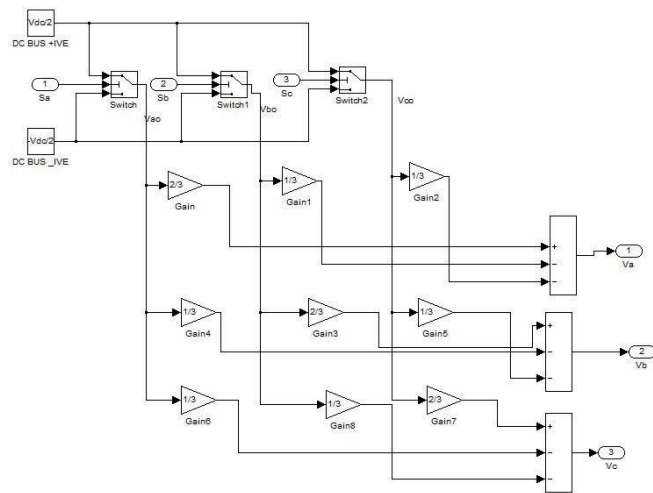 Vdc/2
DC BUS +IVE
1
Sa
Switch
Vao
2
Sb
Switch1
Vbo
3
Sc
Switch2
Vco
-Vdc/2
DC BUS _IVE
2/3
Gain
1/3
Gain1
1/3
Gain2
+
−
−
1
Va
1/3
Gain4
2/3
Gain3
1/3
Gain5
+
−
−
2
Vb
1/3
Gain6
1/3
Gain8
2/3
Gain7
+
−
−
3
Vc